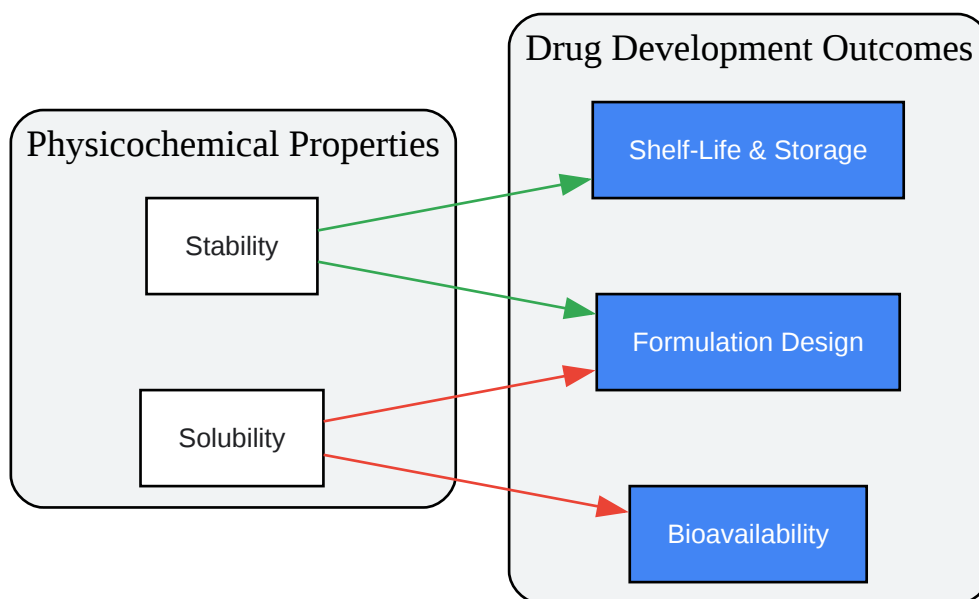 Physicochemical Properties
Stability
Solubility
Drug Development Outcomes
Shelf-Life & Storage
Formulation Design
Bioavailability